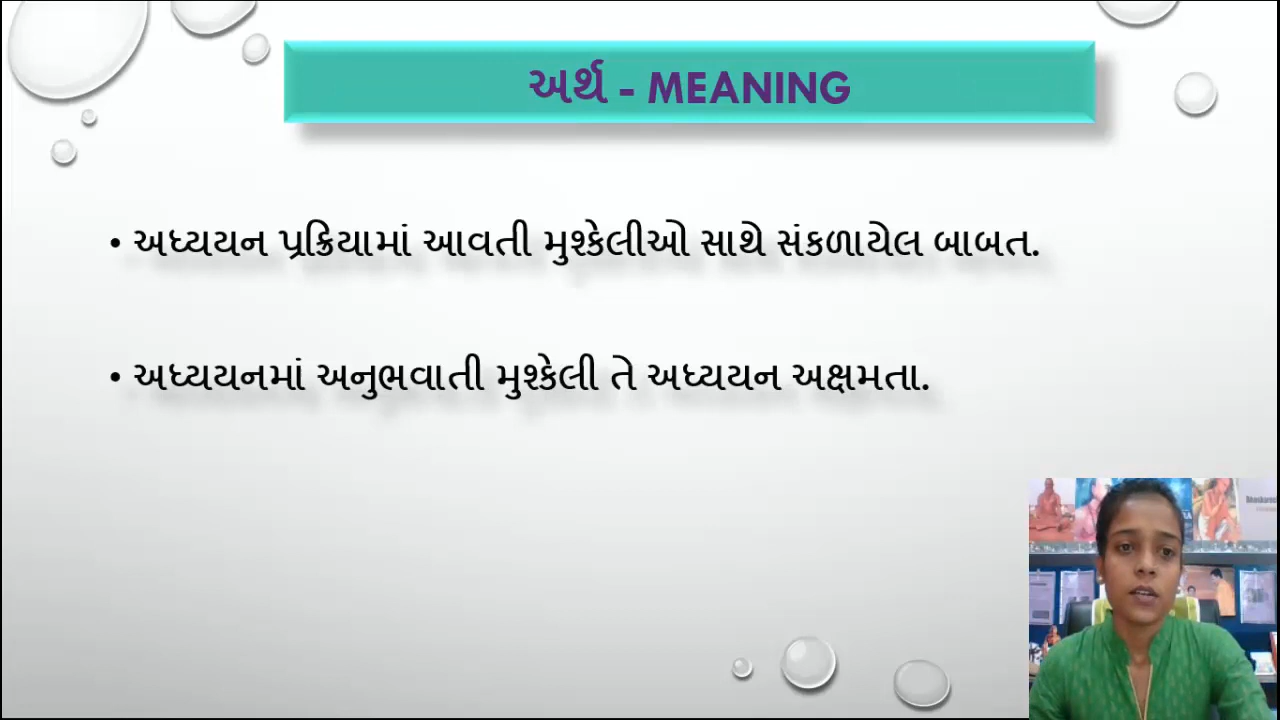 અર્થ - MEANING
• અધ્યયન પ્રક્રિયામાં આવતી મુશ્કેલીઓ સાથે સંકળાયેલ બાબત.
• અધ્યયનમાં અનુભવાતી મુશ્કેલી તે અધ્યયન અક્ષમતા.